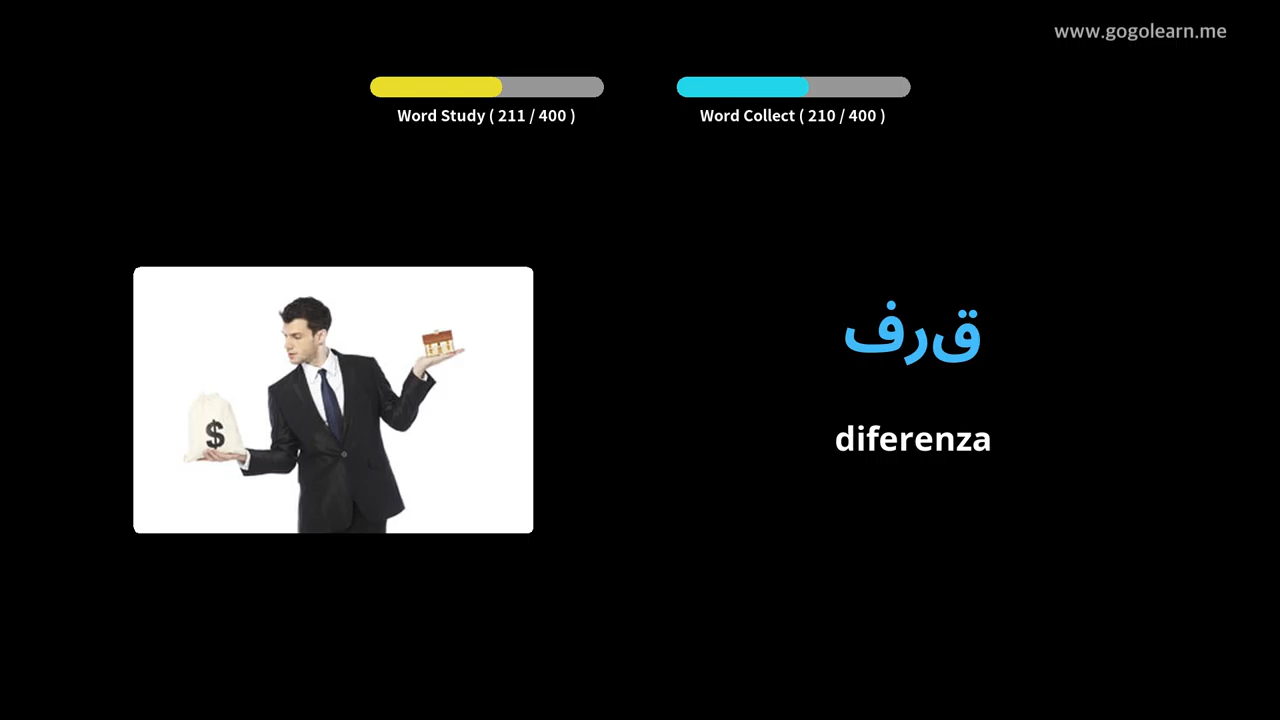 www.gogolearn.me
Word Study ( 211 / 400 )
Word Collect ( 210 / 400 )
فرق
diferenza
$